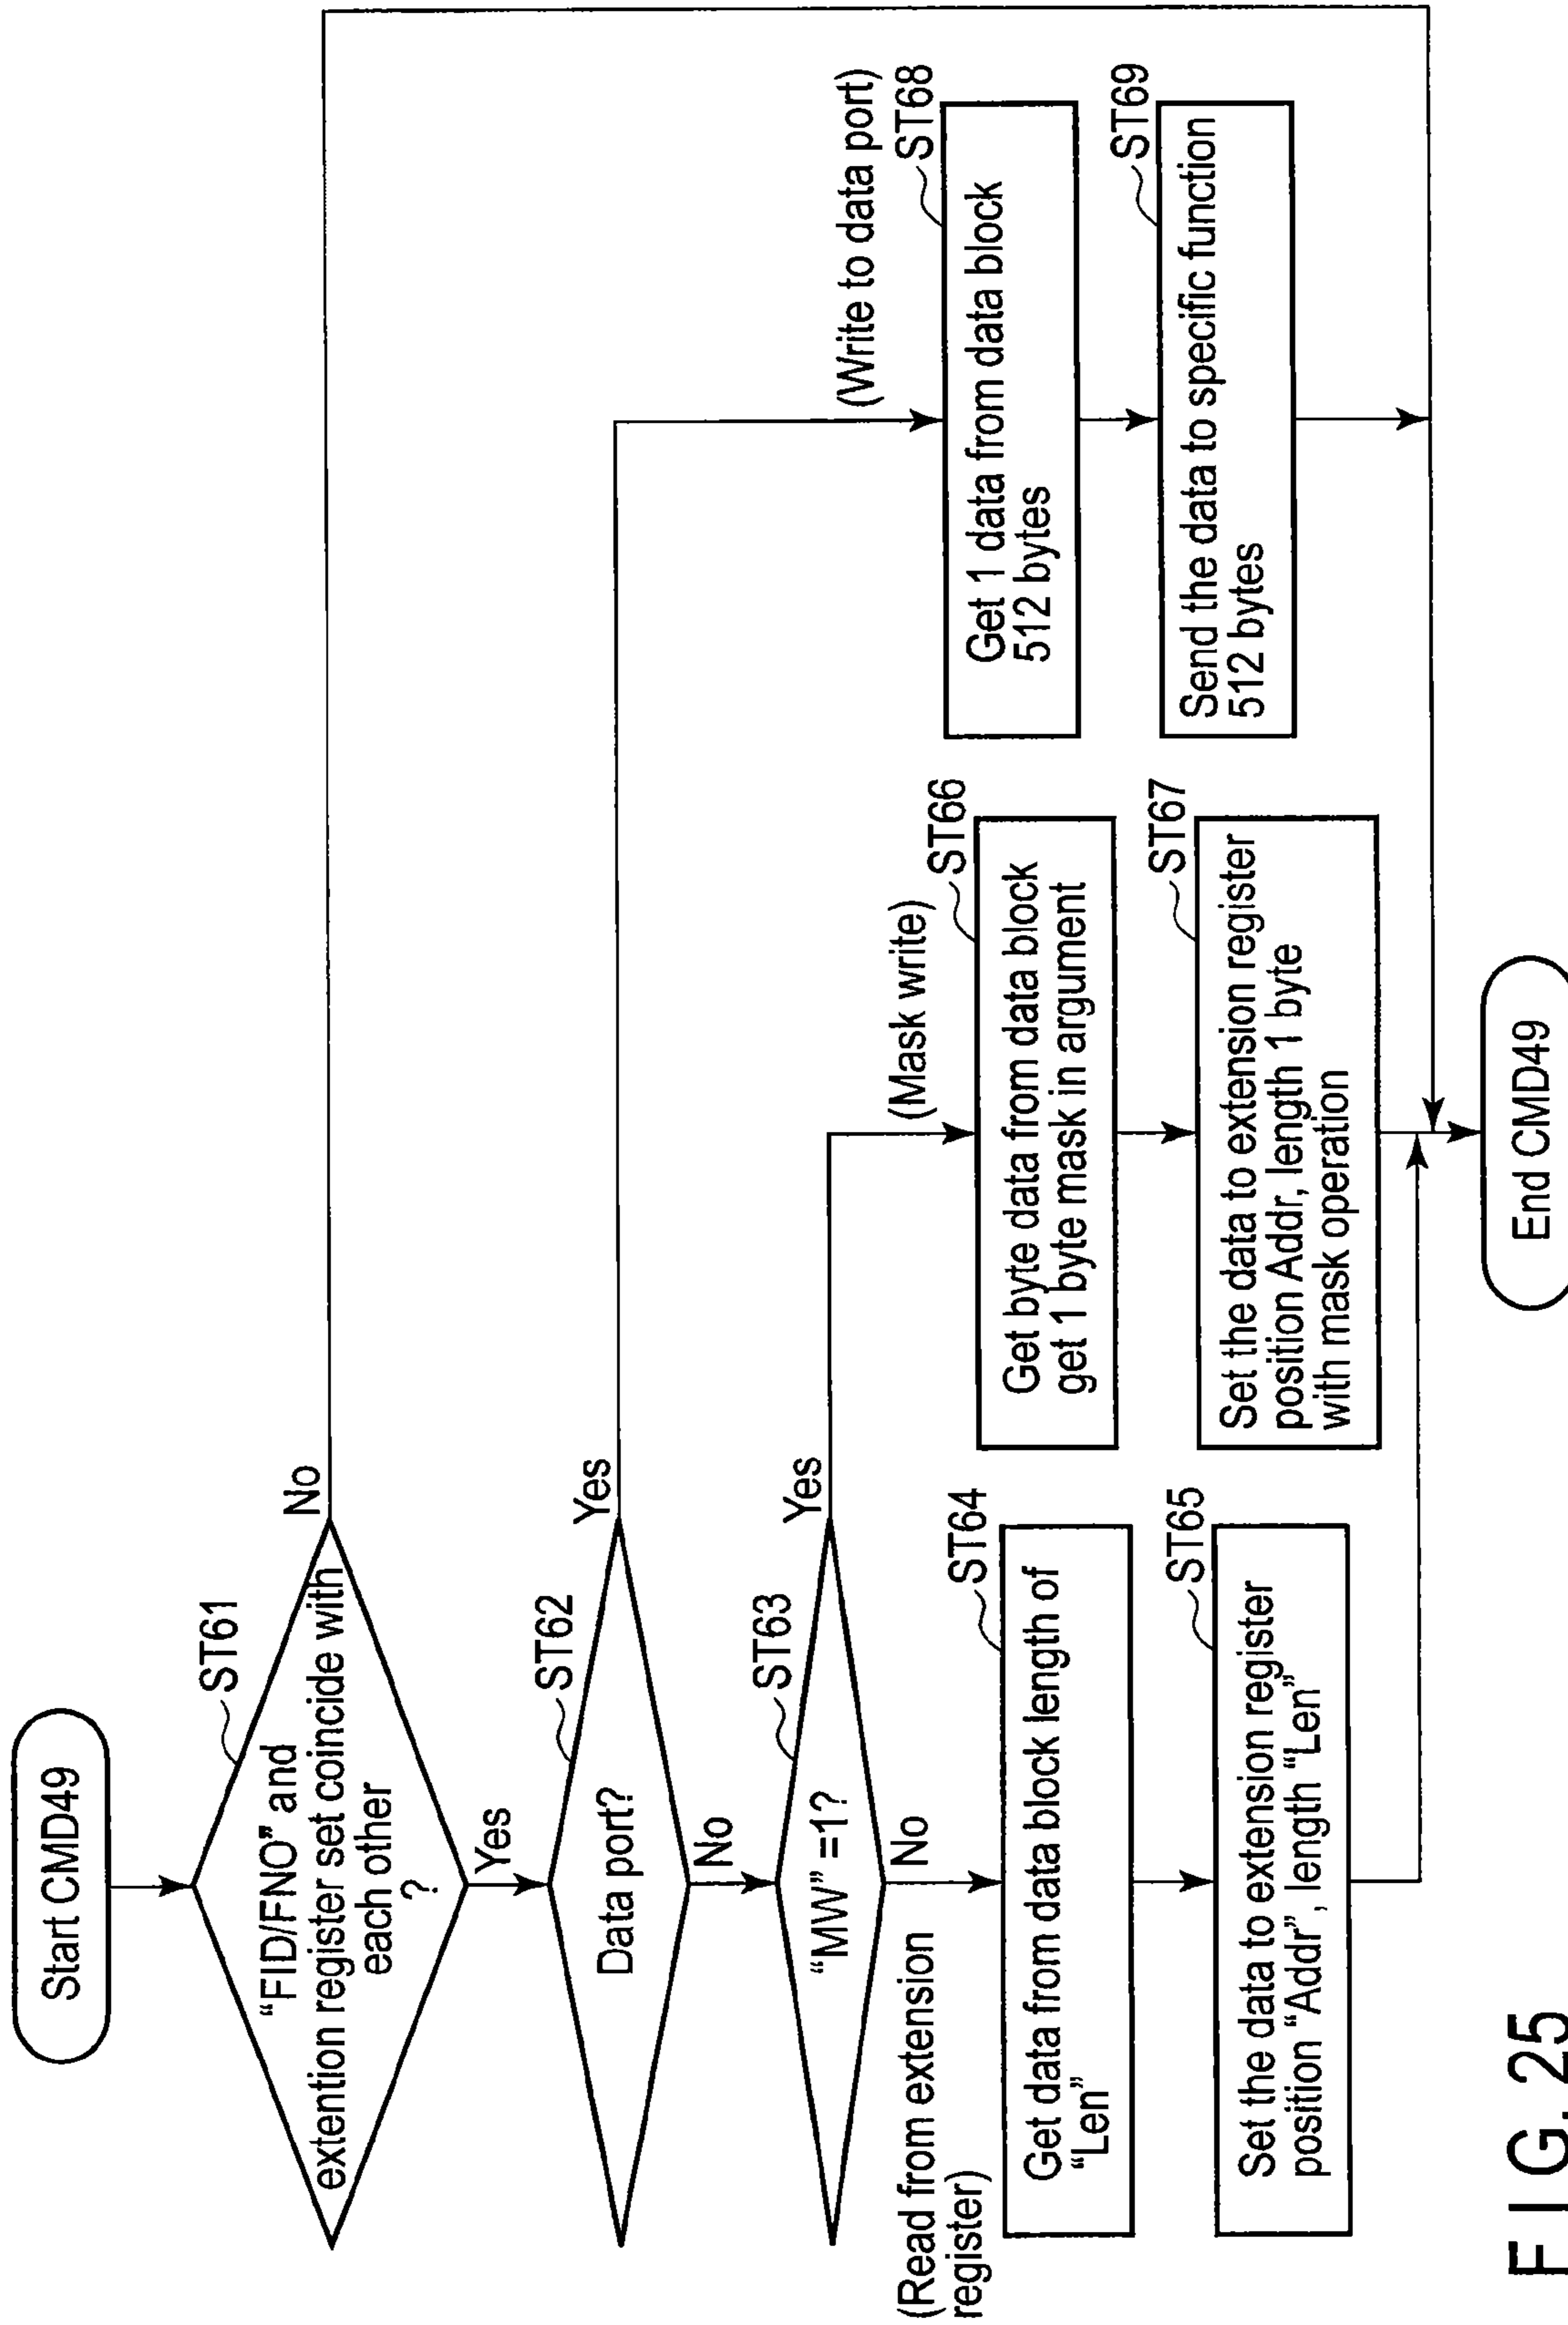 Start CMD49
ST61
“FID/FNO” and
extention register set coincide with
each other
?
No
Yes
ST62
Data port?
Yes
No
ST63
“MW” =1?
Yes
No
(Read from extension
register)
ST64
Get data from data block length of
“Len”
ST65
Set the data to extension register
position “Addr”, length “Len”
(Mask write)
ST66
Get byte data from data block
get 1 byte mask in argument
ST67
Set the data to extension register
position Addr, length 1 byte
with mask operation
(Write to data port)
ST68
Get 1 data from data block
512 bytes
ST69
Send the data to specific function
512 bytes
End CMD49
FIG. 25